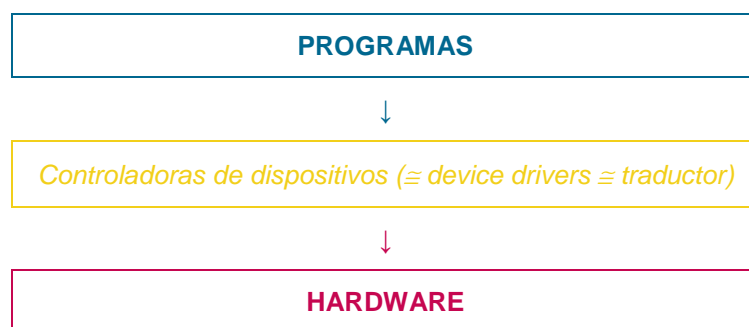 PROGRAMAS
↓
Controladoras de dispositivos (≅ device drivers ≅ traductor)
↓
HARDWARE